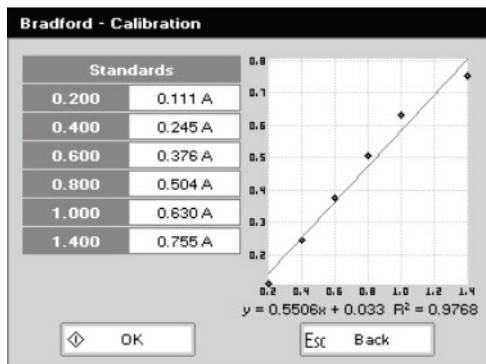 Bradford - Calibration
Standards
0.200 0.111 A
0.400 0.245 A
0.600 0.376 A
0.800 0.504 A
1.000 0.630 A
1.400 0.755 A
0.8
0.7
0.6
0.5
0.4
0.3
0.2
0.2 0.4 0.6 0.8 1.0 1.2 1.4
y = 0.5506x + 0.033 R² = 0.9768
OK
Esc Back